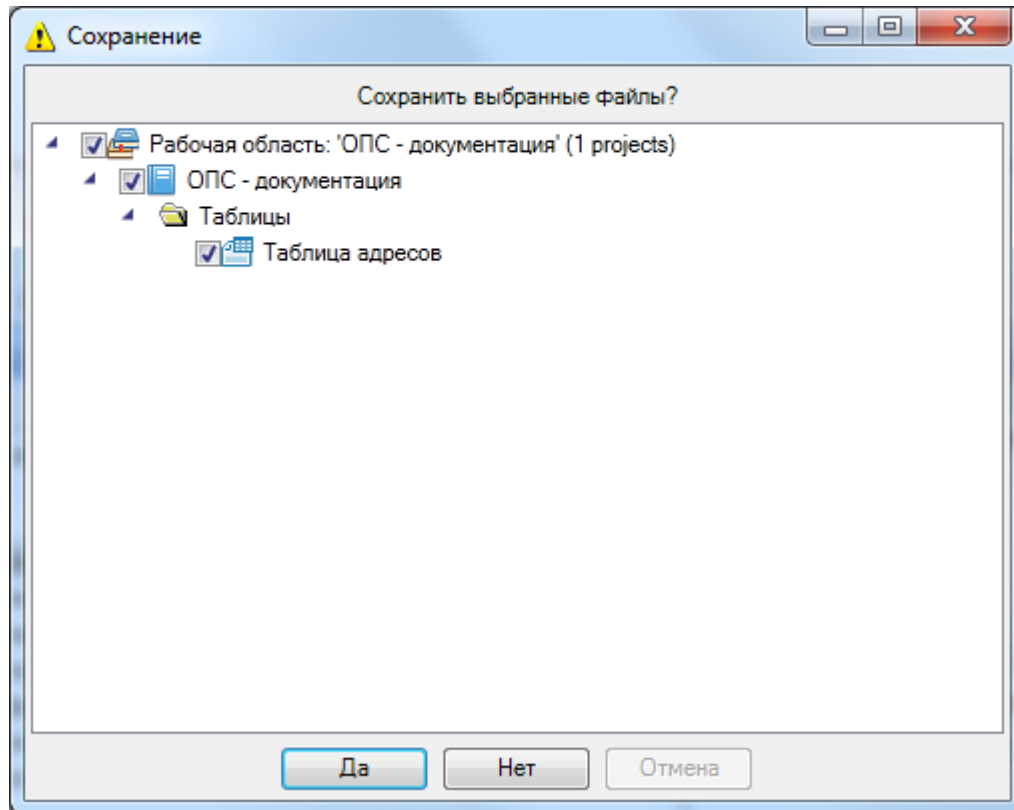 Сохранение
Сохранить выбранные файлы?
Рабочая область: 'ОПС - документация' (1 projects)
ОПС - документация
Таблицы
Таблица адресов
Да Нет Отмена